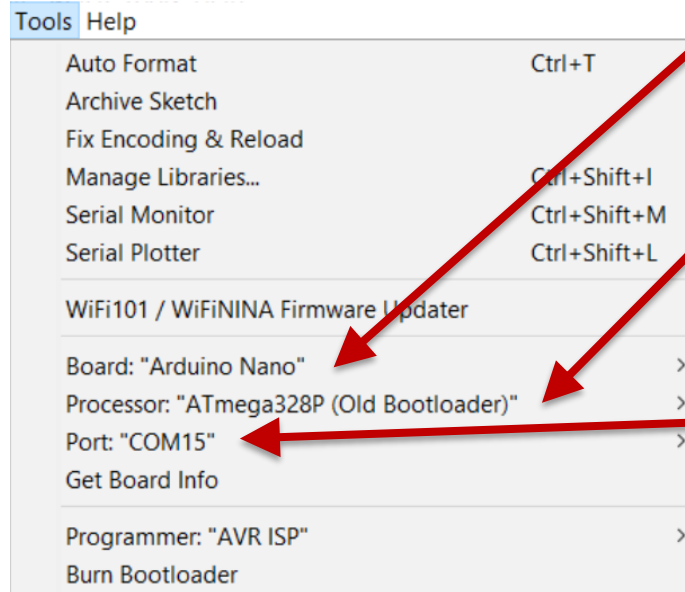 Tools Help
Auto Format Ctrl+T
Archive Sketch
Fix Encoding & Reload
Manage Libraries... Ctrl+Shift+I
Serial Monitor Ctrl+Shift+M
Serial Plotter Ctrl+Shift+L
WiFi101 / WiFiNINA Firmware Updater
Board: "Arduino Nano"
Processor: "ATmega328P (Old Bootloader)"
Port: "COM15"
Get Board Info
Programmer: "AVR ISP"
Burn Bootloader